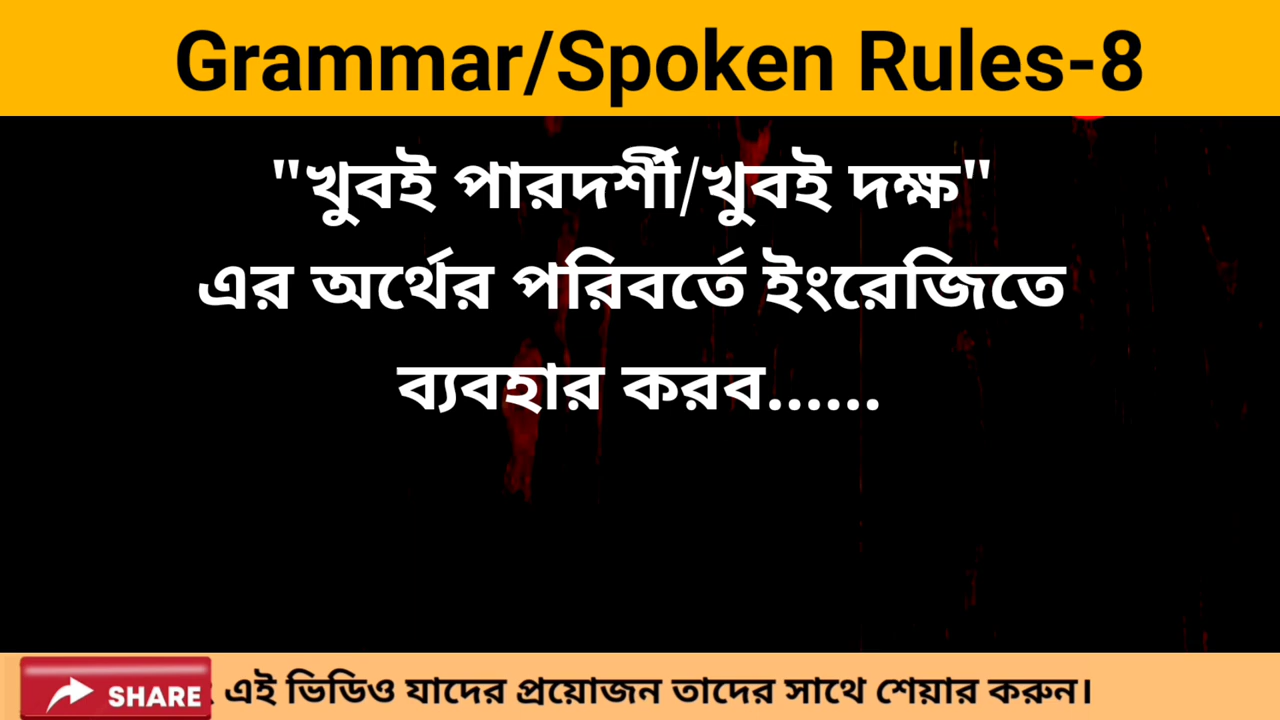 Grammar/Spoken Rules-8
"খুবই পারদর্শী/খুবই দক্ষ"
এর অর্থের পরিবর্তে ইংরেজিতে
ব্যবহার করব......
SHARE এই ভিডিও যাদের প্রয়োজন তাদের সাথে শেয়ার করুন।